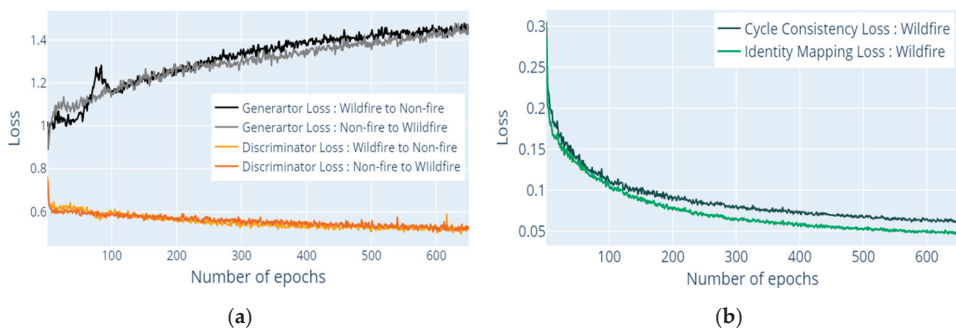 1.4
1.2
1
0.8
0.6
Loss
Generartor Loss : Wildfire to Non-fire
Generartor Loss : Non-fire to WIildfire
Discriminator Loss : Wildfire to Non-fire
Discriminator Loss : Non-fire to WIildfire
100 200 300 400 500 600
Number of epochs
(a)
0.3
0.25
0.2
0.15
0.1
0.05
Loss
Cycle Consistency Loss : Wildfire
Identity Mapping Loss : Wildfire
100 200 300 400 500 600
Number of epochs
(b)